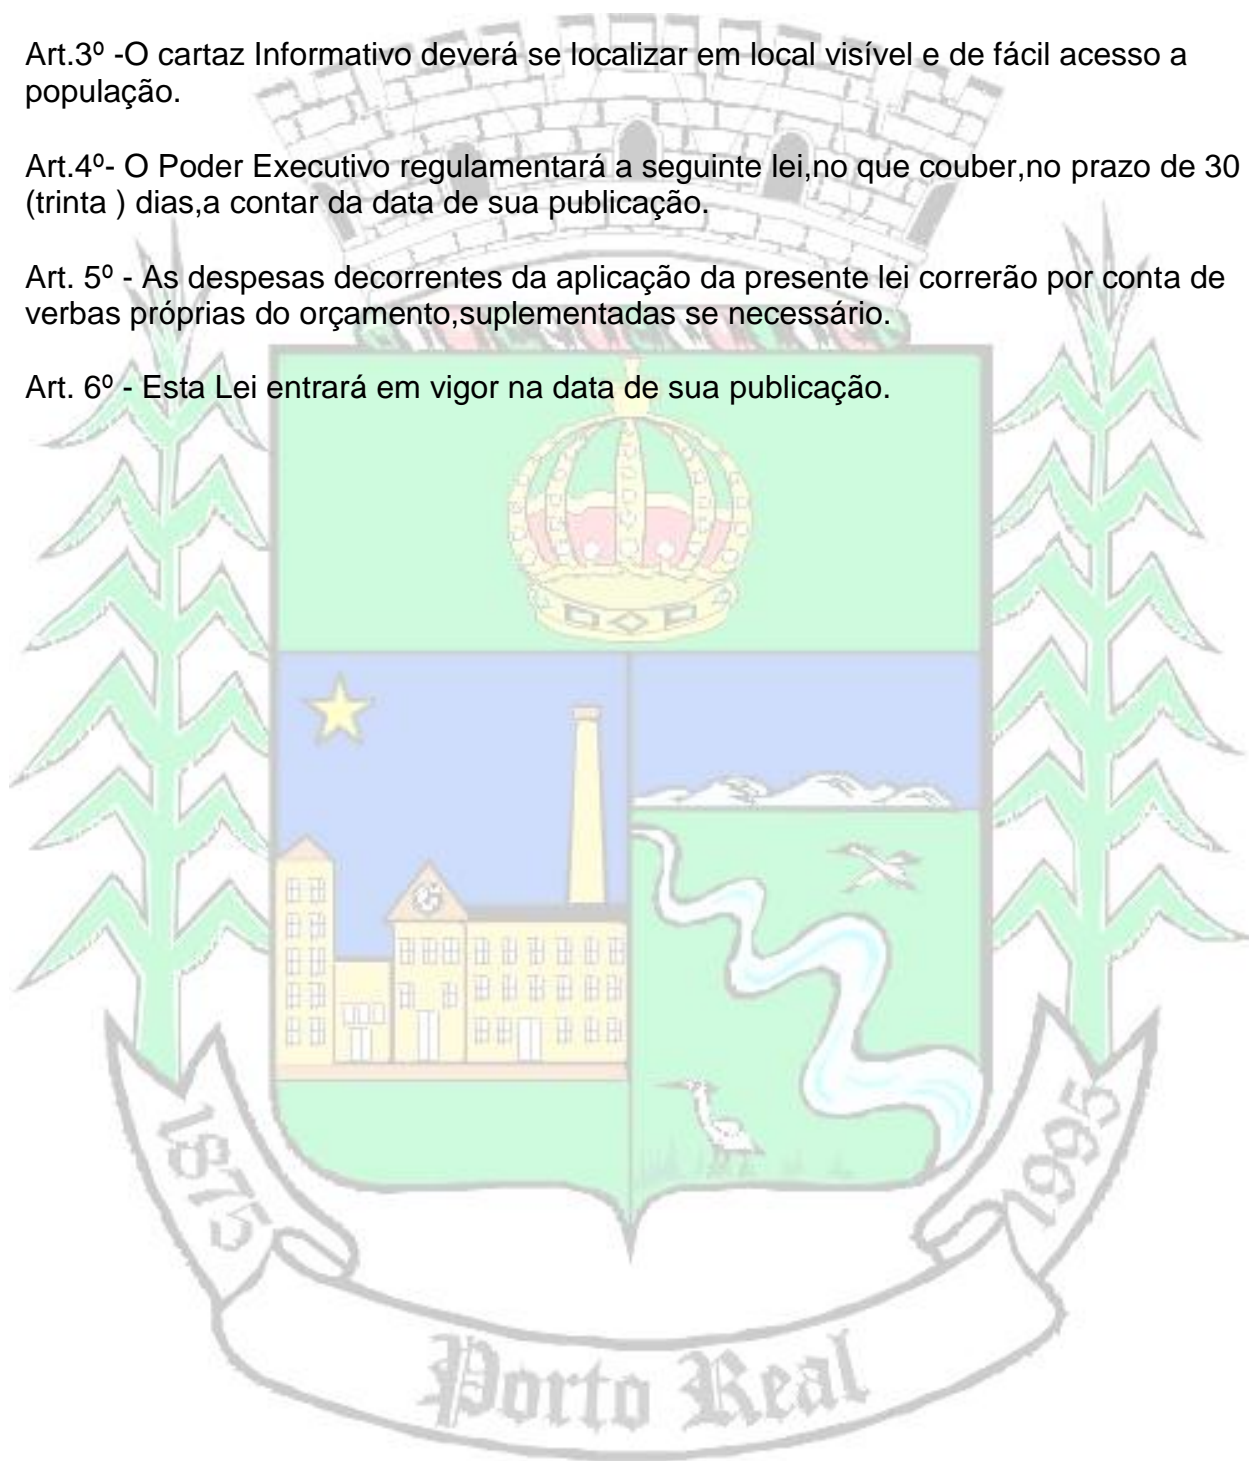 Art.3º -O cartaz Informativo deverá se localizar em local visível e de fácil acesso a
população.
Art.4º- O Poder Executivo regulamentará a seguinte lei,no que couber,no prazo de 30
(trinta ) dias,a contar da data de sua publicação.
Art. 5º - As despesas decorrentes da aplicação da presente lei correrão por conta de
verbas próprias do orçamento,suplementadas se necessário.
Art. 6º - Esta Lei entrará em vigor na data de sua publicação.
1875
1995
Porto Real